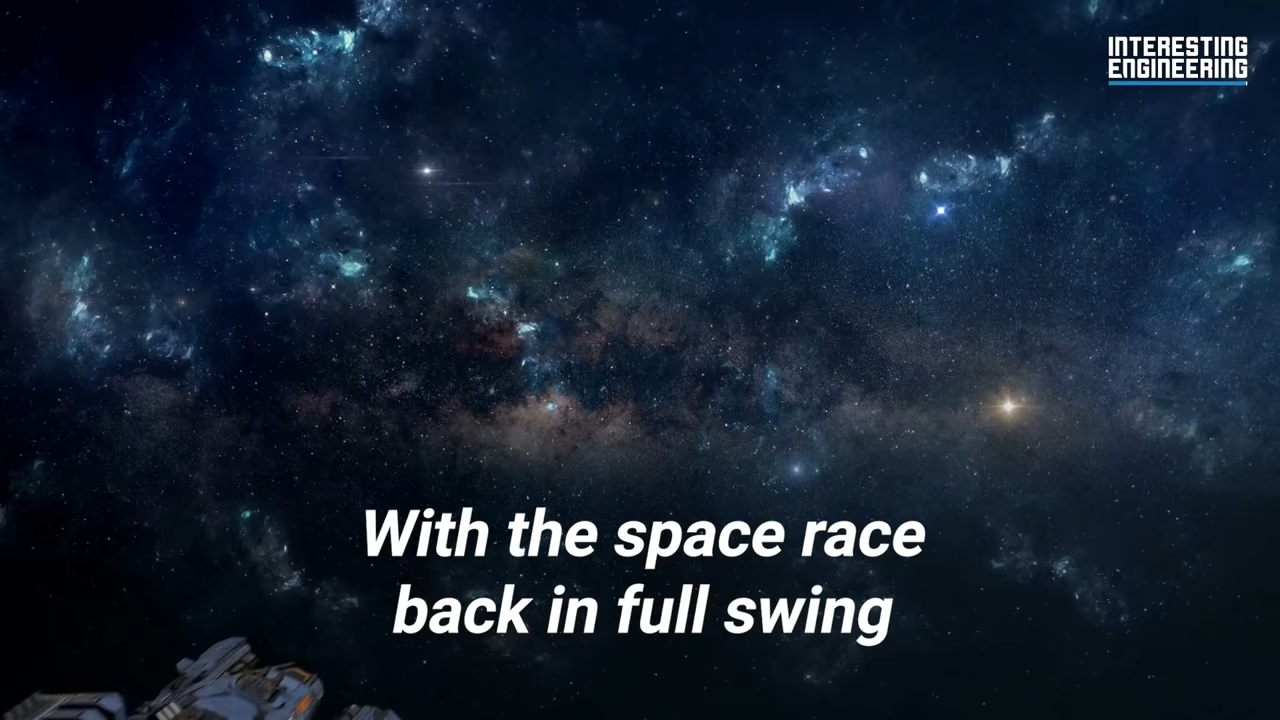 INTERESTING
ENGINEERING
With the space race
back in full swing